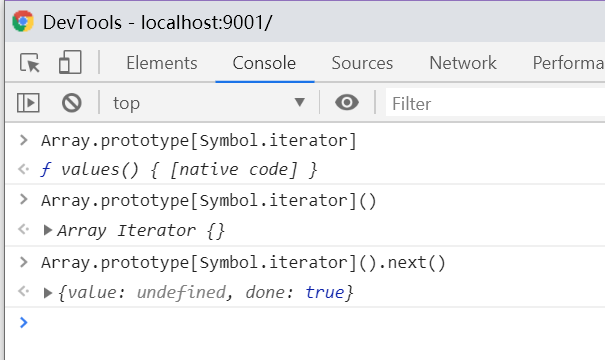 DevTools - localhost:9001/
Elements Console Sources Network Performa
top Filter
> Array.prototype[Symbol.iterator]
ƒ values() { [native code] }
> Array.prototype[Symbol.iterator]()
▶Array Iterator {}
> Array.prototype[Symbol.iterator]().next()
▶{value: undefined, done: true}
>